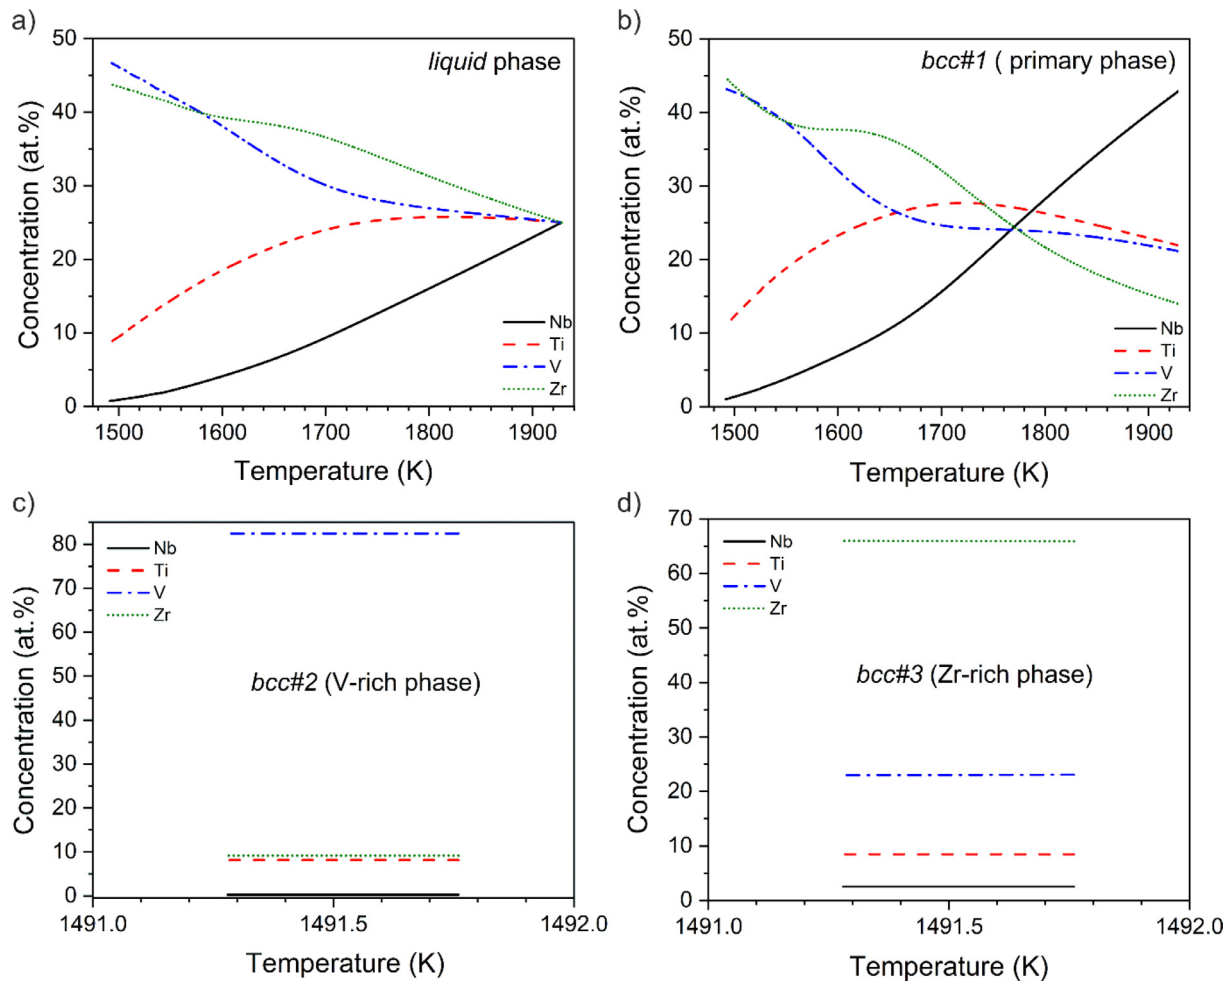 a)
liquid phase
50
40
30
20
10
0
Concentration (at.%)
Nb
Ti
V
Zr
1500 1600 1700 1800 1900
Temperature (K)
b)
bcc#1 ( primary phase)
50
40
30
20
10
0
Concentration (at.%)
Nb
Ti
V
Zr
1500 1600 1700 1800 1900
Temperature (K)
c)
Nb
Ti
V
Zr
bcc#2 (V-rich phase)
80
70
60
50
40
30
20
10
0
Concentration (at.%)
1491.0 1491.5 1492.0
Temperature (K)
d)
Nb
Ti
V
Zr
bcc#3 (Zr-rich phase)
70
60
50
40
30
20
10
0
Concentration (at.%)
1491.0 1491.5 1492.0
Temperature (K)